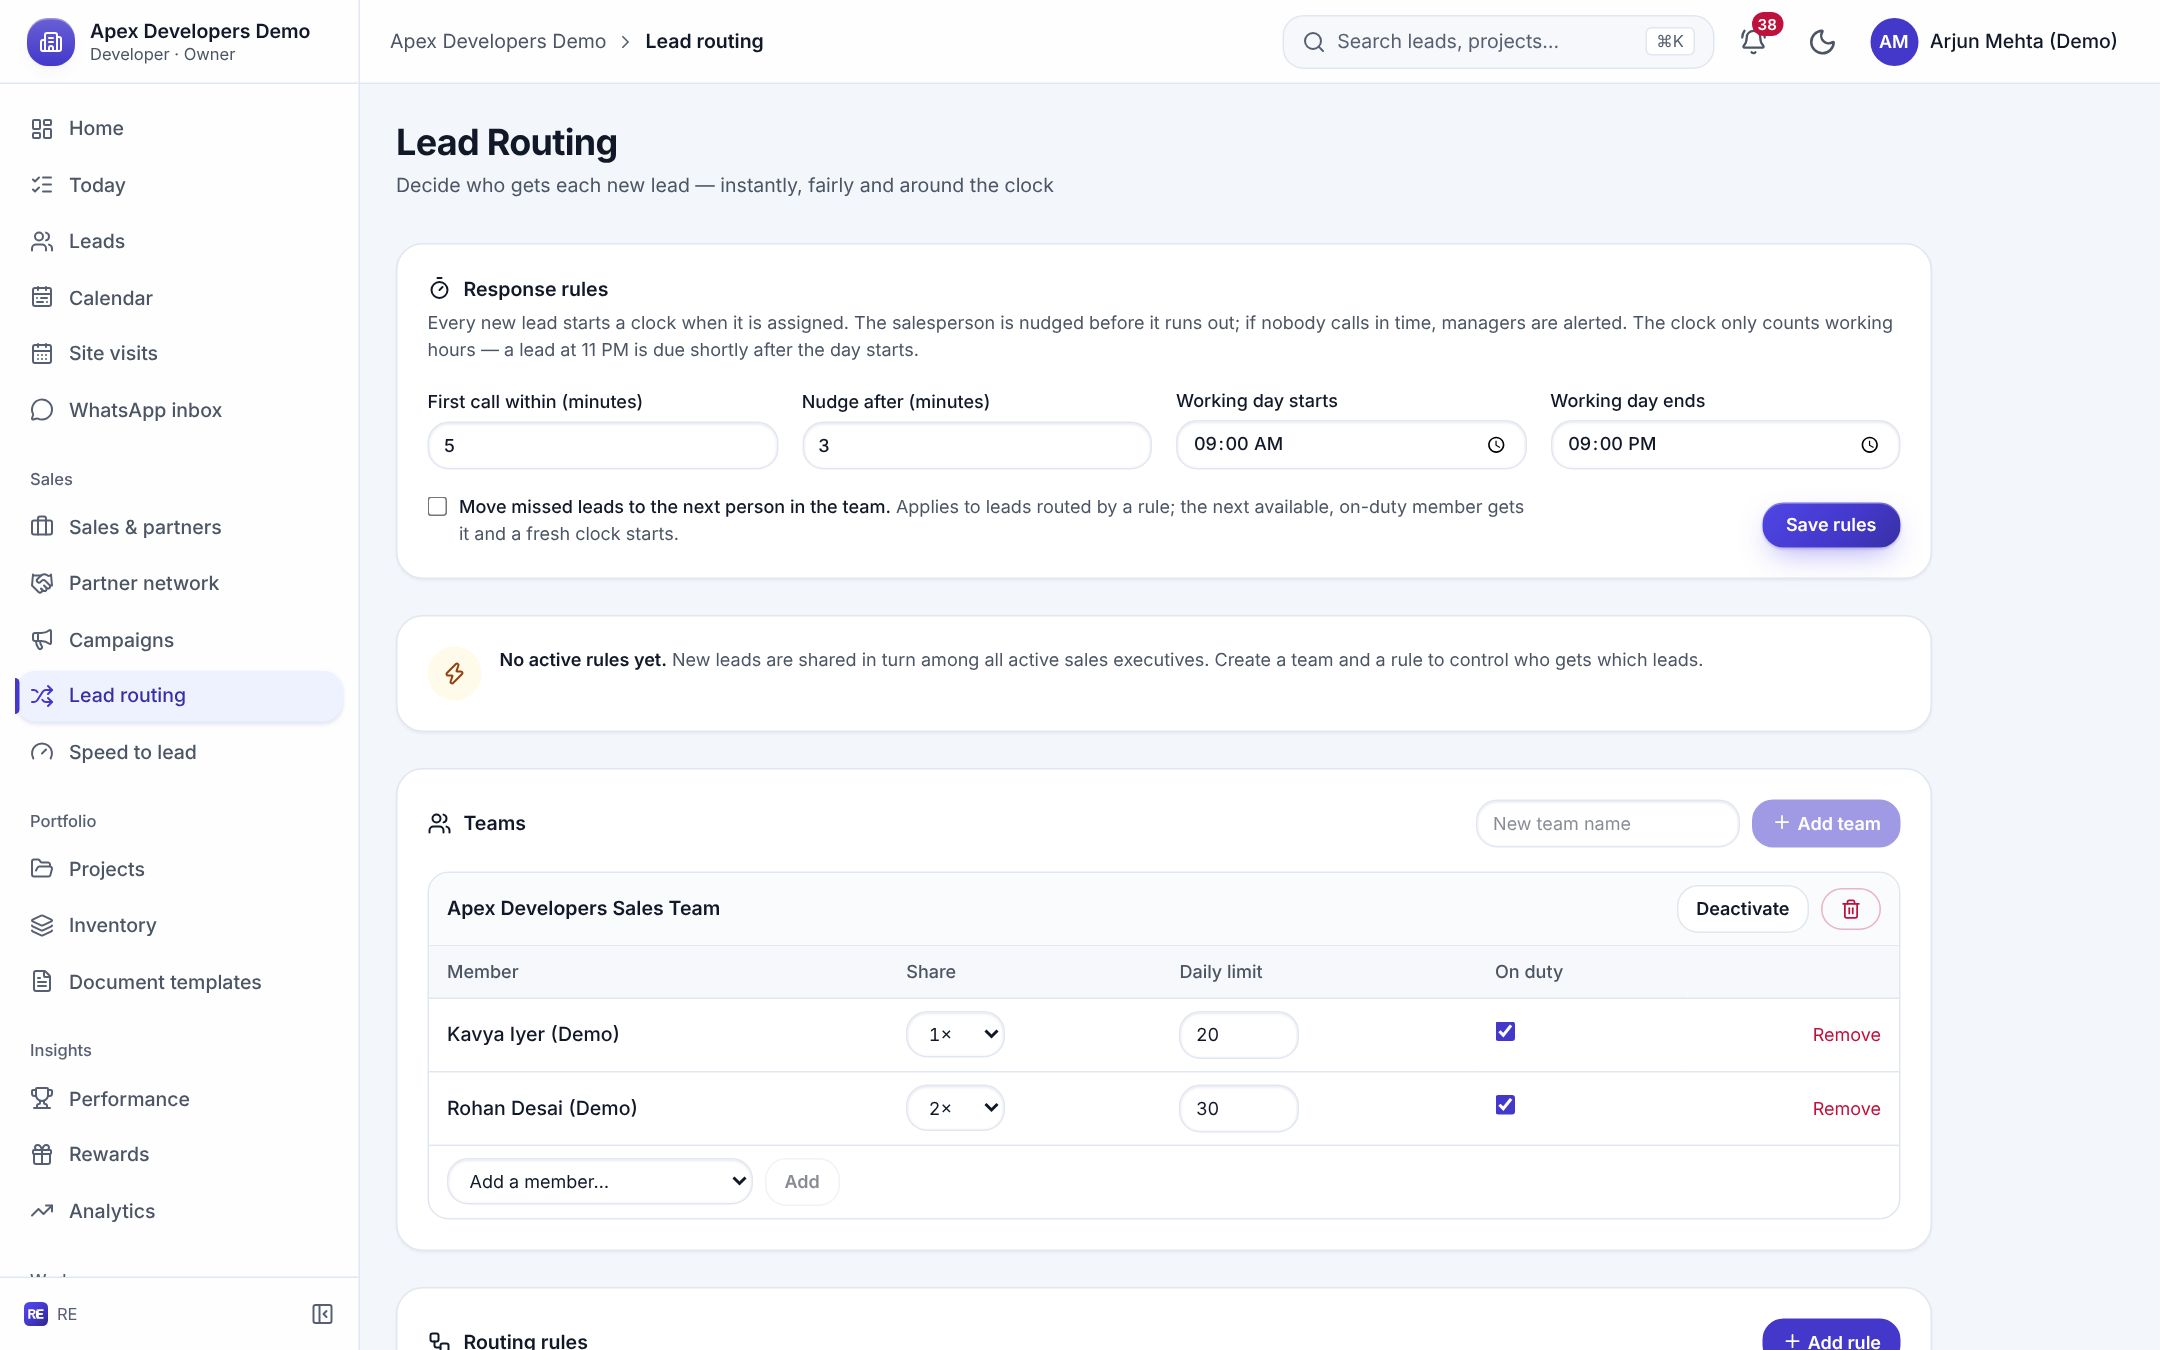 Apex Developers Demo
Developer · Owner
Apex Developers Demo > Lead routing
Search leads, projects... ⌘K
38
AM Arjun Mehta (Demo)
Home
Today
Leads
Calendar
Site visits
WhatsApp inbox
Sales
Sales & partners
Partner network
Campaigns
Lead routing
Speed to lead
Portfolio
Projects
Inventory
Document templates
Insights
Performance
Rewards
Analytics
RE RE
Lead Routing
Decide who gets each new lead — instantly, fairly and around the clock
Response rules
Every new lead starts a clock when it is assigned. The salesperson is nudged before it runs out; if nobody calls in time, managers are alerted. The clock only counts working
hours — a lead at 11 PM is due shortly after the day starts.
First call within (minutes) Nudge after (minutes) Working day starts Working day ends
5 3 09:00 AM 09:00 PM
Move missed leads to the next person in the team. Applies to leads routed by a rule; the next available, on-duty member gets
it and a fresh clock starts.
Save rules
No active rules yet. New leads are shared in turn among all active sales executives. Create a team and a rule to control who gets which leads.
Teams New team name + Add team
Apex Developers Sales Team Deactivate
Member Share Daily limit On duty
Kavya Iyer (Demo) 1× 20 Remove
Rohan Desai (Demo) 2× 30 Remove
Add a member... Add
Routing rules + Add rule